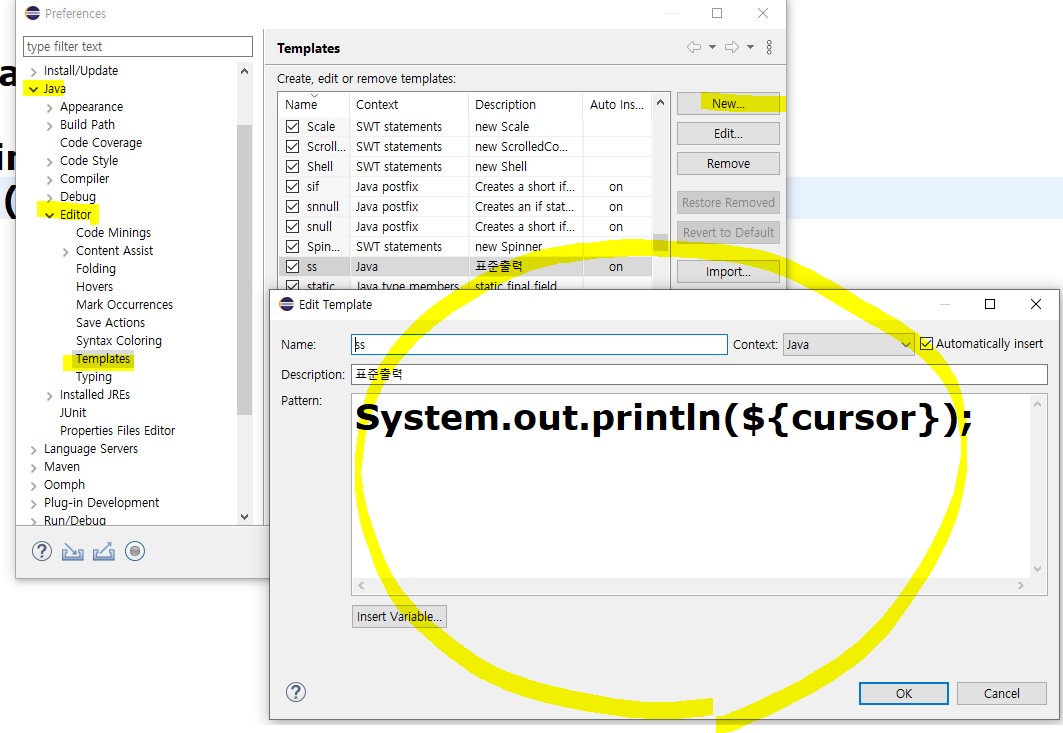 Preferences
type filter text
Install/Update
Java
Appearance
Build Path
Code Coverage
Code Style
Compiler
Debug
Editor
Code Minings
Content Assist
Folding
Hovers
Mark Occurrences
Save Actions
Syntax Coloring
Templates
Typing
Installed JREs
JUnit
Properties Files Editor
Language Servers
Maven
Oomph
Plug-in Development
Run/Debug
Templates
Create, edit or remove templates:
Name Context Description Auto Ins...
Scale SWT statements new Scale
Scroll... SWT statements new ScrolledCo...
Shell SWT statements new Shell
sif Java postfix Creates a short if... on
snnull Java postfix Creates an if stat... on
snull Java postfix Creates a short if... on
Spin... SWT statements new Spinner
ss Java 표준출력 on
static Java type members static final field
New...
Edit...
Remove
Restore Removed
Revert to Default
Import...
Edit Template
Name: ss Context: Java Automatically insert
Description: 표준출력
Pattern: System.out.println(${cursor});
Insert Variable...
OK Cancel